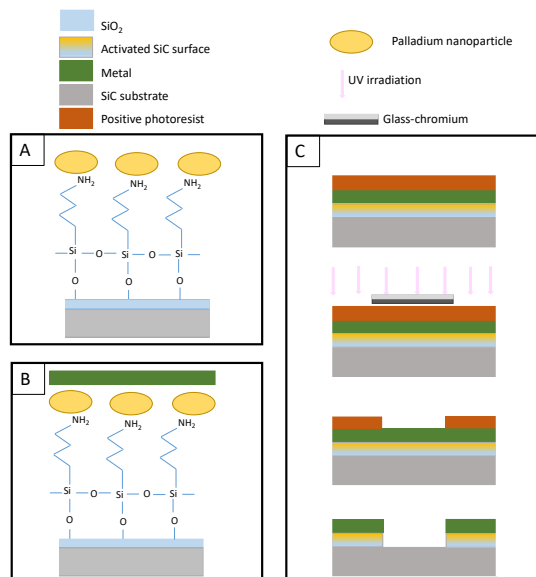 SiO₂
Activated SiC surface
Metal
SiC substrate
Positive photoresist
Palladium nanoparticle
UV irradiation
Glass-chromium
A
NH₂ NH₂ NH₂
Si O Si O Si
O O O
B
NH₂ NH₂ NH₂
Si O Si O Si
O O O
C